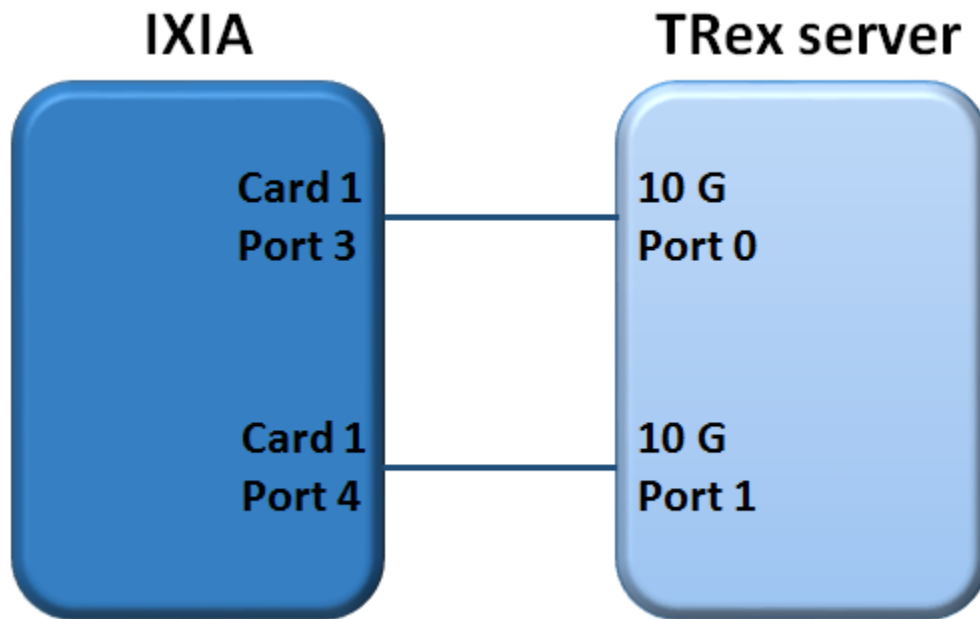 IXIA
TRex server
Card 1
Port 3
10 G
Port 0
Card 1
Port 4
10 G
Port 1